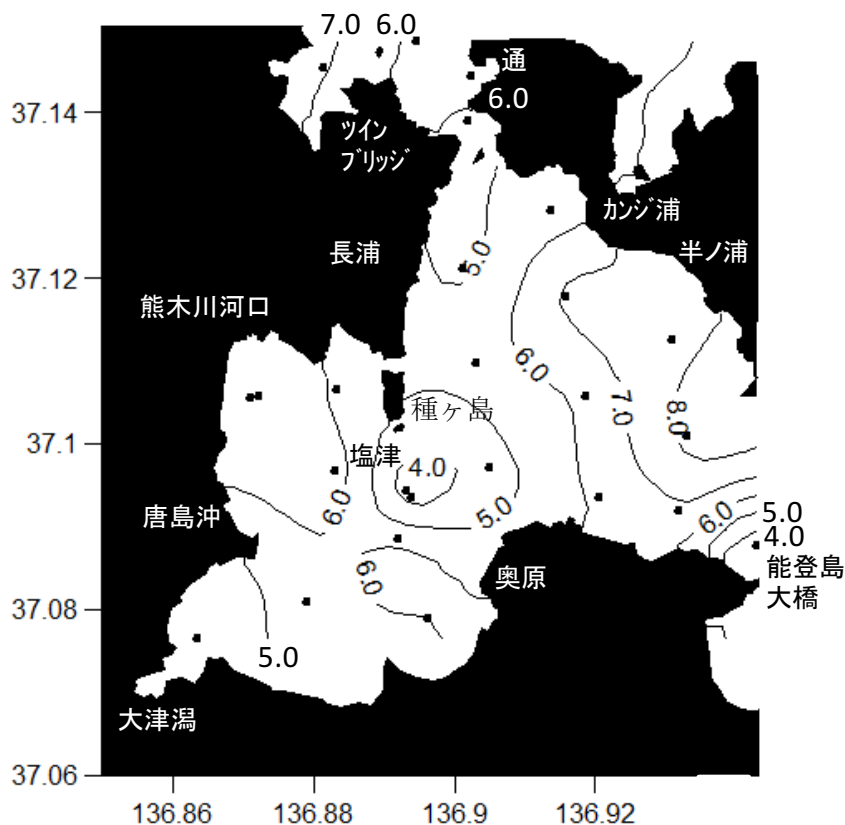 7.0 6.0
通
37.14
6.0
ツイン
ブリッジ
カンジ浦
長浦
5.0
半ノ浦
37.12
熊木川河口
6.0
7.0
8.0
種ヶ島
37.1
塩津
4.0
6.0
5.0
唐島沖
6.0
5.0
4.0
能登島
大橋
6.0
奥原
37.08
5.0
大津潟
37.06
136.86
136.88
136.9
136.92